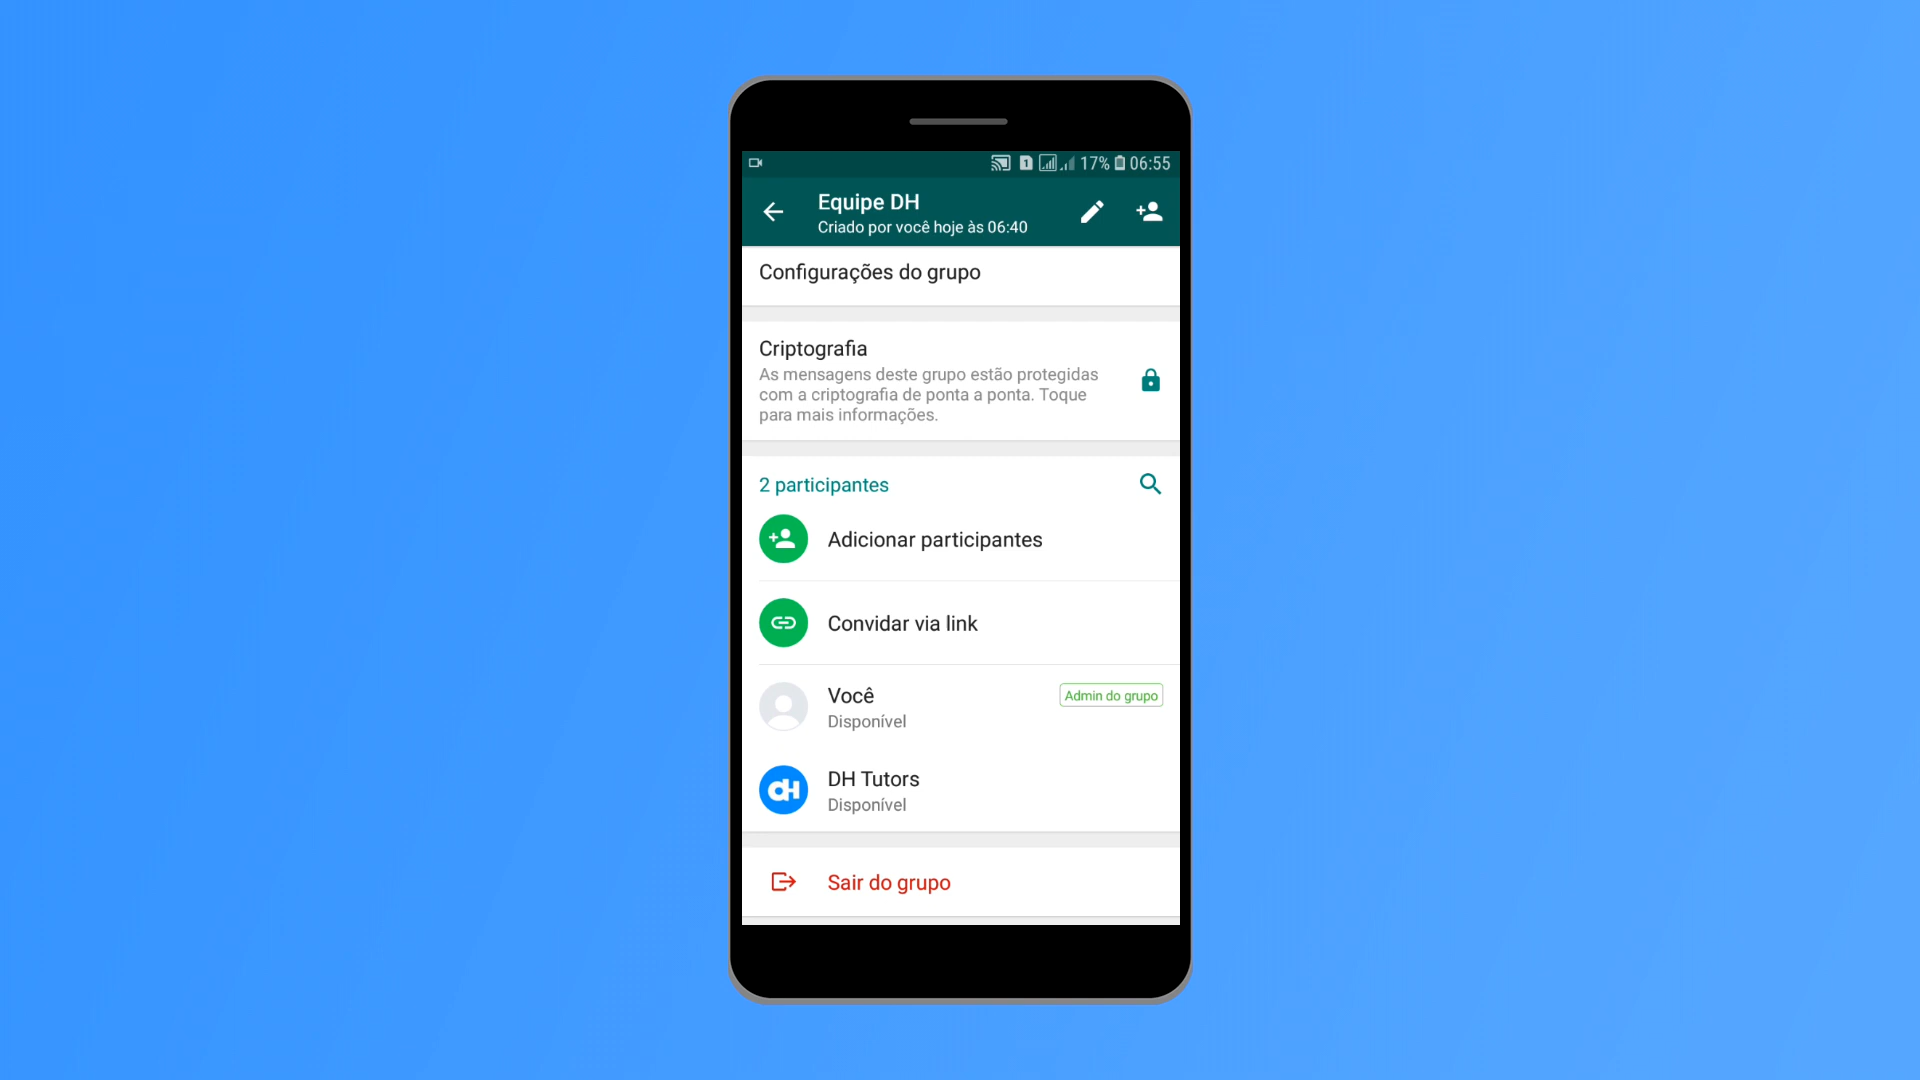 17% 06:55
Equipe DH
Criado por você hoje às 06:40
Configurações do grupo
Criptografia
As mensagens deste grupo estão protegidas
com a criptografia de ponta a ponta. Toque
para mais informações.
2 participantes
Adicionar participantes
Convidar via link
Você
Admin do grupo
Disponível
dH
DH Tutors
Disponível
Sair do grupo